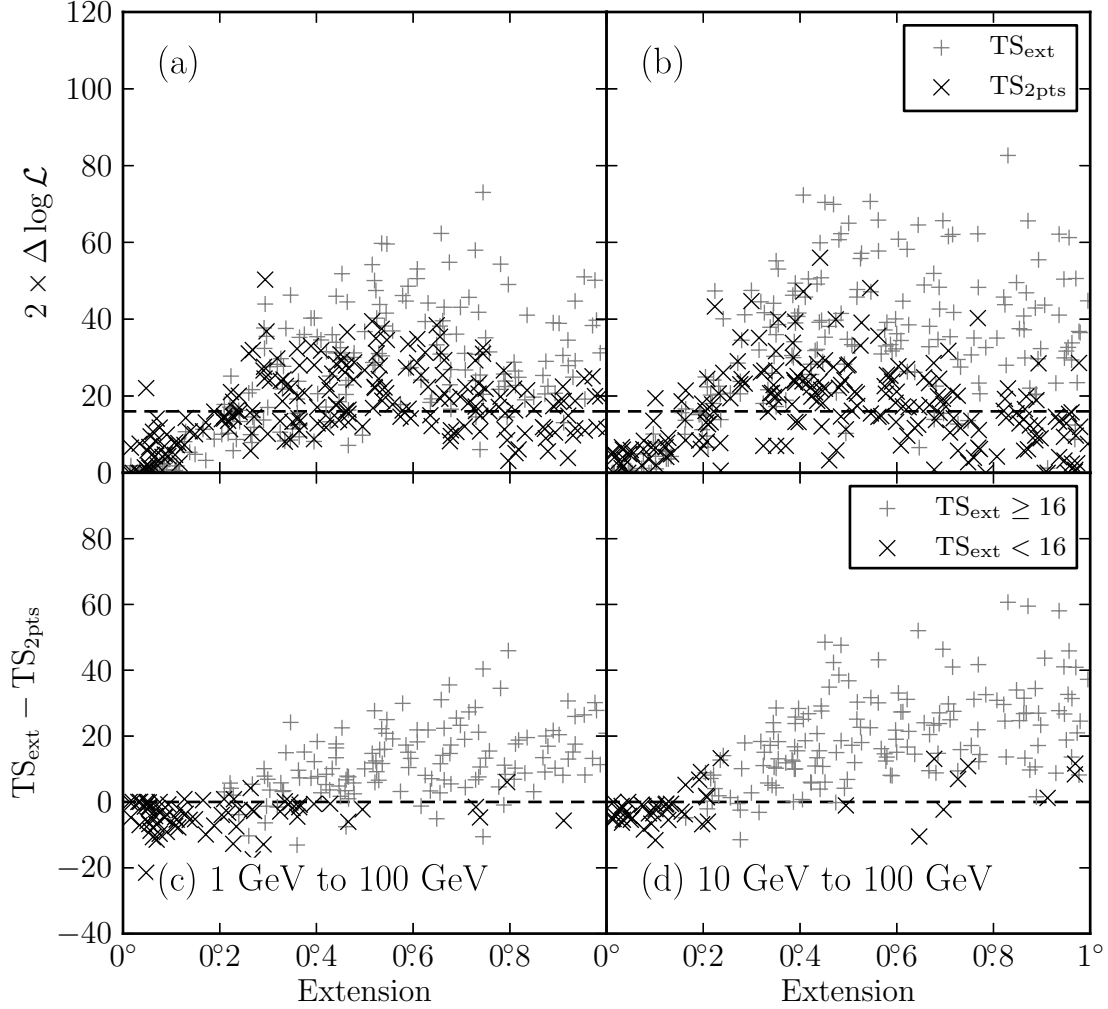 120
100
80
60
40
20
0
2 × Δ log ℒ
(a)
(b)
TS_ext
TS_2pts
80
60
40
20
0
−20
−40
TS_ext − TS_2pts
TS_ext ≥ 16
TS_ext < 16
(c) 1 GeV to 100 GeV
(d) 10 GeV to 100 GeV
0° 0°.2 0°.4 0°.6 0°.8 0° 0°.2 0°.4 0°.6 0°.8 1°
Extension Extension